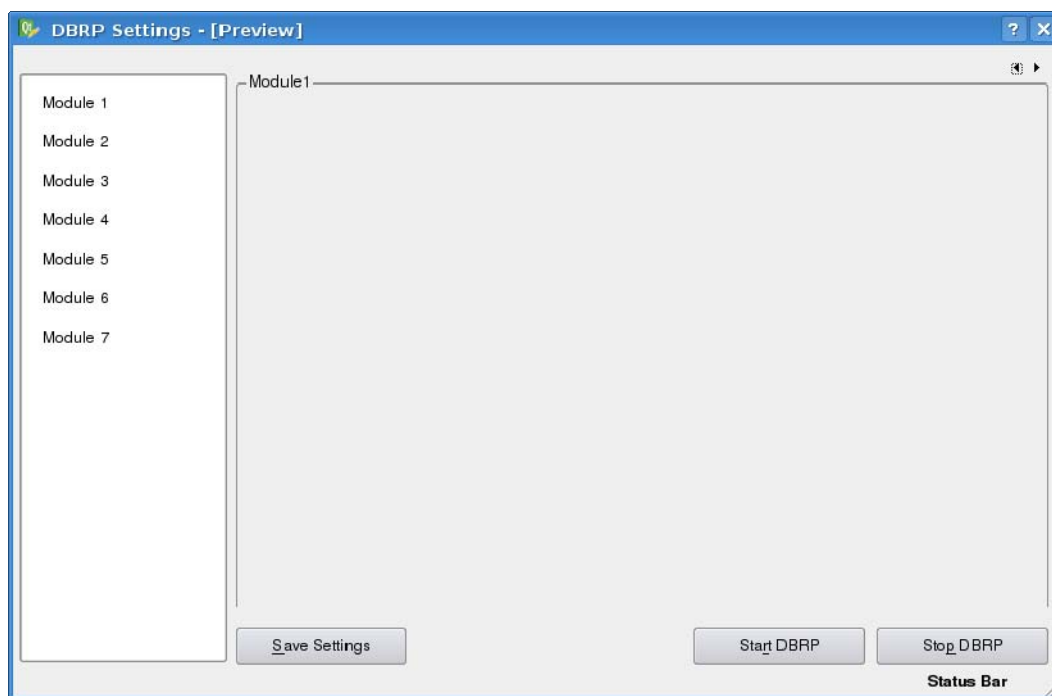 DBRP Settings - [Preview]
Module 1
Module 2
Module 3
Module 4
Module 5
Module 6
Module 7
Module1
Save Settings
Start DBRP
Stop DBRP
Status Bar